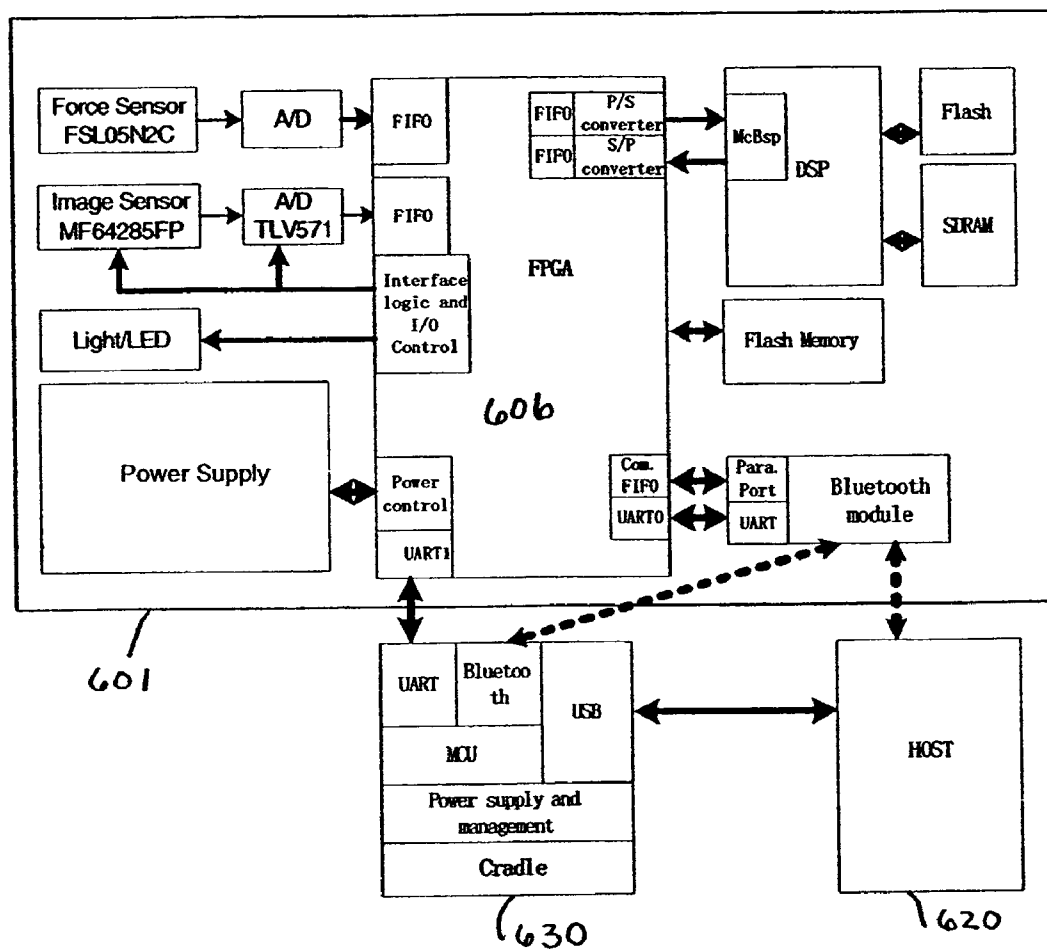 Force Sensor
FSL05N2C
A/D
FIFO
FIFO
P/S
converter
FIFO
S/P
converter
McBsp
DSP
Flash
SDRAM
Image Sensor
MF64285FP
A/D
TLV571
FIFO
Interface
logic and
I/O
Control
FPGA
Light/LED
Flash Memory
606
Power Supply
Power
control
UART1
Com.
FIFO
UART0
Para.
Port
UART
Bluetooth
module
601
UART
Bluetoo
th
USB
MCU
Power supply and
management
Cradle
HOST
630
620